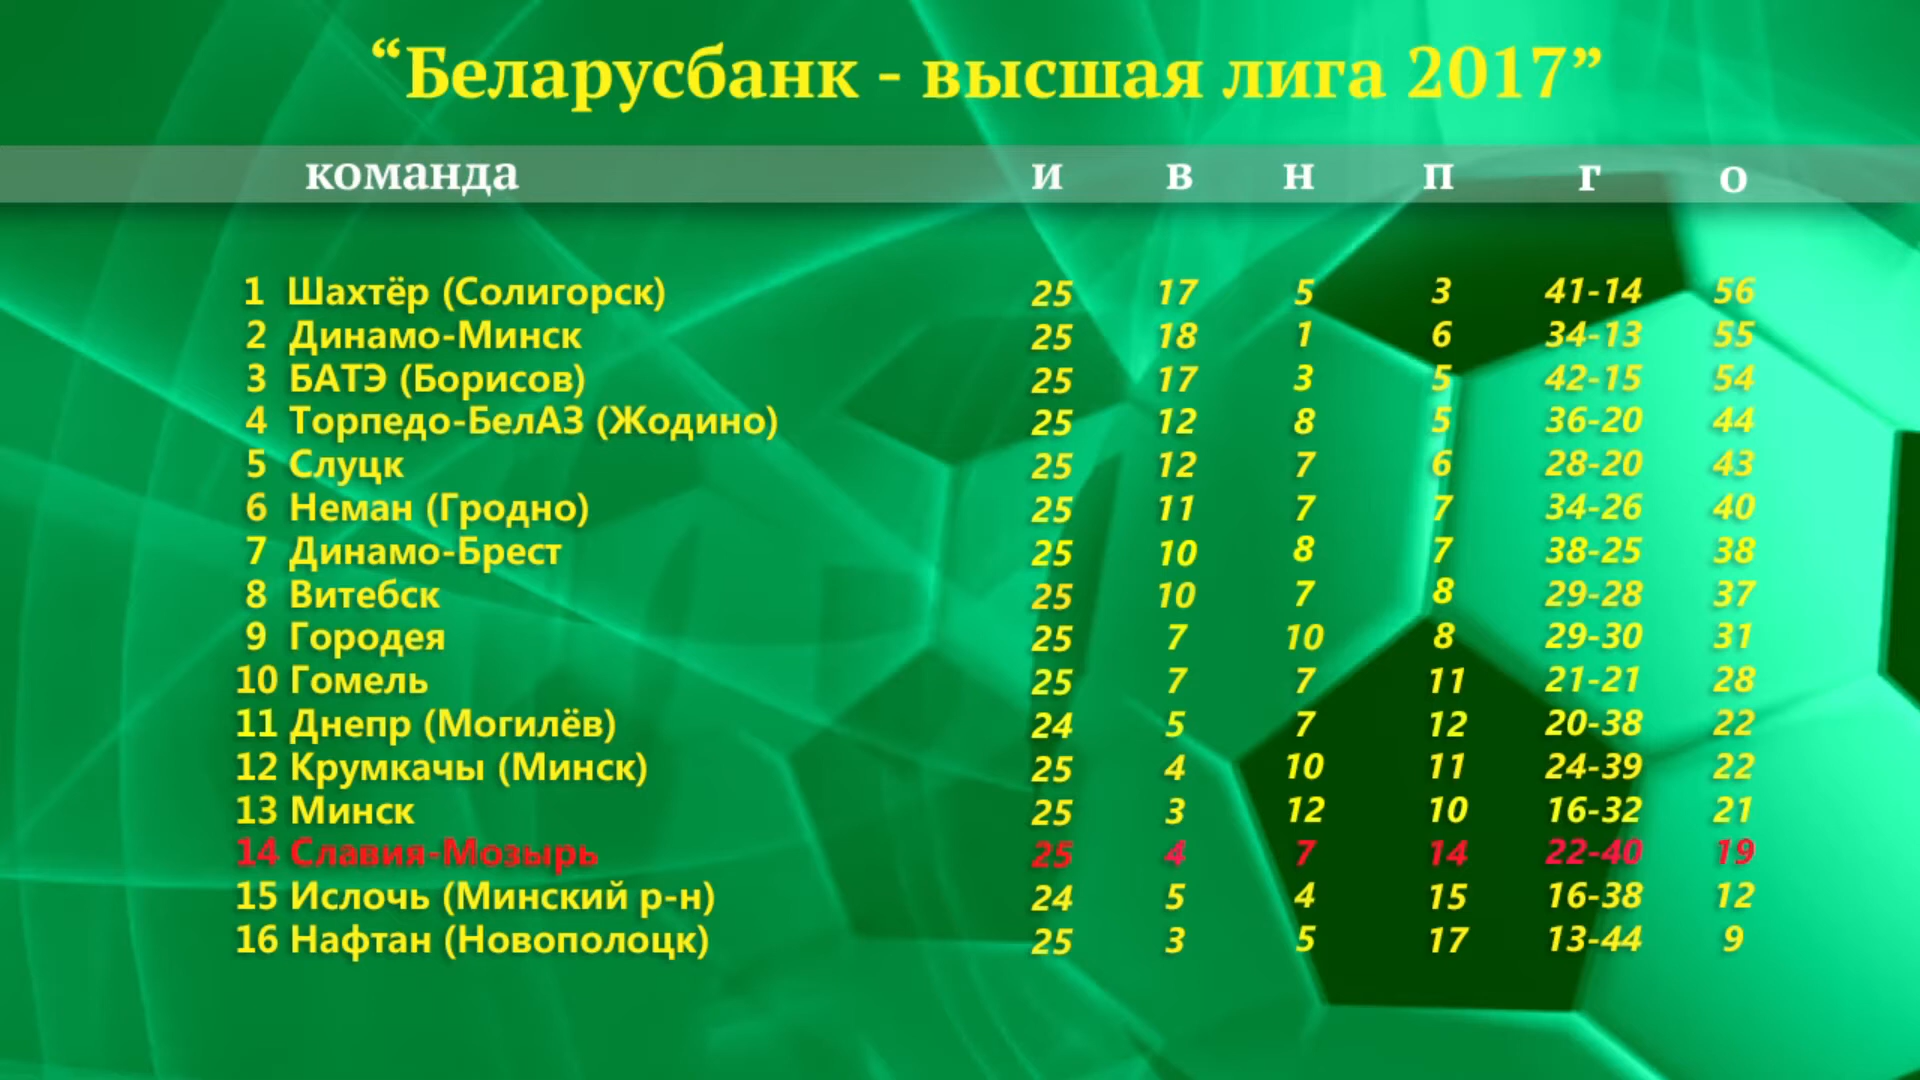 “Беларусбанк - высшая лига 2017”
команда и в н п г о
1 Шахтёр (Солигорск) 25 17 5 3 41-14 56
2 Динамо-Минск 25 18 1 6 34-13 55
3 БАТЭ (Борисов) 25 17 3 5 42-15 54
4 Торпедо-БелАЗ (Жодино) 25 12 8 5 36-20 44
5 Слуцк 25 12 7 6 28-20 43
6 Неман (Гродно) 25 11 7 7 34-26 40
7 Динамо-Брест 25 10 8 7 38-25 38
8 Витебск 25 10 7 8 29-28 37
9 Городея 25 7 10 8 29-30 31
10 Гомель 25 7 7 11 21-21 28
11 Днепр (Могилёв) 24 5 7 12 20-38 22
12 Крумкачы (Минск) 25 4 10 11 24-39 22
13 Минск 25 3 12 10 16-32 21
14 Славия-Мозырь 25 4 7 14 22-40 19
15 Ислочь (Минский р-н) 24 5 4 15 16-38 12
16 Нафтан (Новополоцк) 25 3 5 17 13-44 9